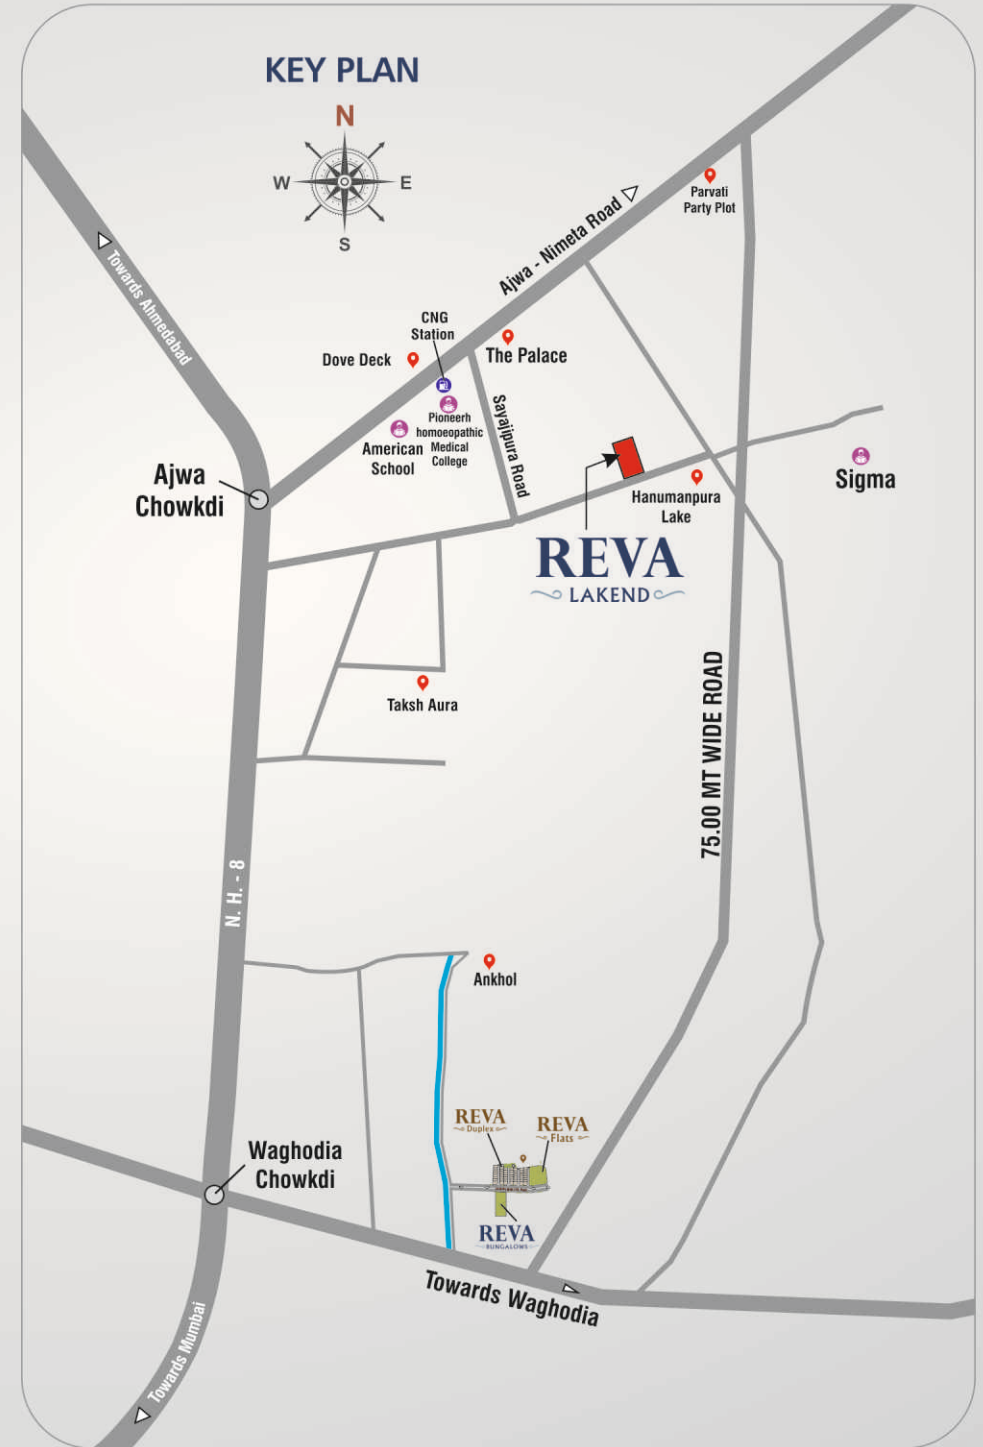 KEY PLAN
N
W
E
S
Towards Ahmedabad
Ajwa - Nimeta Road
Parvati
Party Plot
CNG
Station
Dove Deck
The Palace
Pioneerh
homoeopathic
Medical
College
American
School
Sayajipura Road
Ajwa
Chowkdi
Hanumanpura
Lake
Sigma
REVA
LAKEND
Taksh Aura
75.00 MT WIDE ROAD
N. H. - 8
Ankhol
REVA
Duplex
REVA
Flats
Waghodia
Chowkdi
REVA
BUNGALOWS
Towards Waghodia
Towards Mumbai